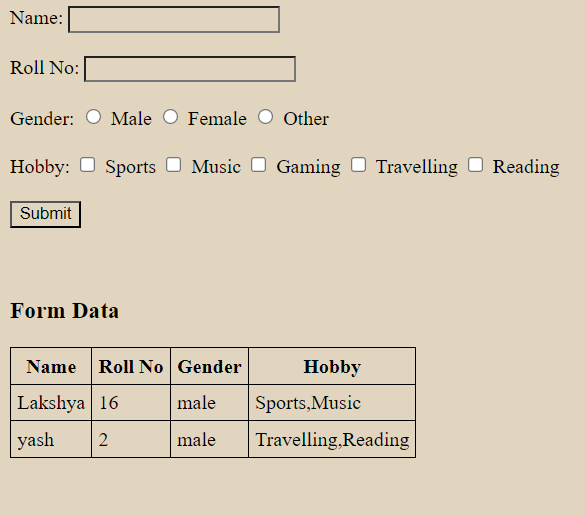 Name:
Roll No:
Gender: Male Female Other
Hobby: Sports Music Gaming Travelling Reading
Submit
Form Data
Name Roll No Gender Hobby
Lakshya 16 male Sports,Music
yash 2 male Travelling,Reading